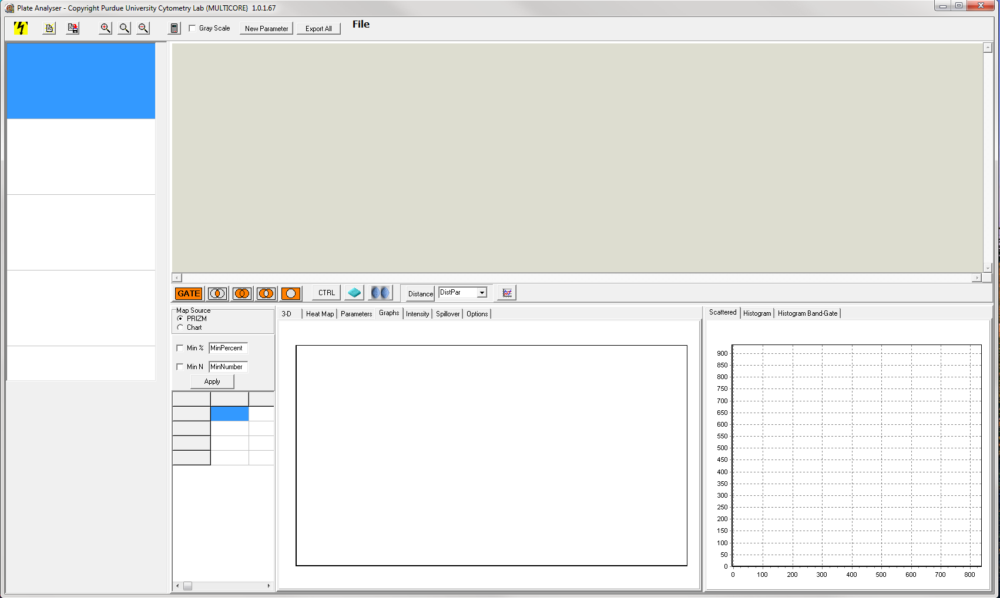 Plate Analyser - Copyright Purdue University Cytometry Lab (MULTICORE) 1.0.1.67
Gray Scale
New Parameter
Export All
File
GATE
CTRL
Distance
DistPar
Map Source
PRIZM
Chart
Min %
MinPercent
Min N
MinNumber
Apply
3-D
Heat Map
Parameters
Graphs
Intensity
Spillover
Options
Scattered
Histogram
Histogram Band-Gate
900
850
800
750
700
650
600
550
500
450
400
350
300
250
200
150
100
50
0
0 100 200 300 400 500 600 700 800